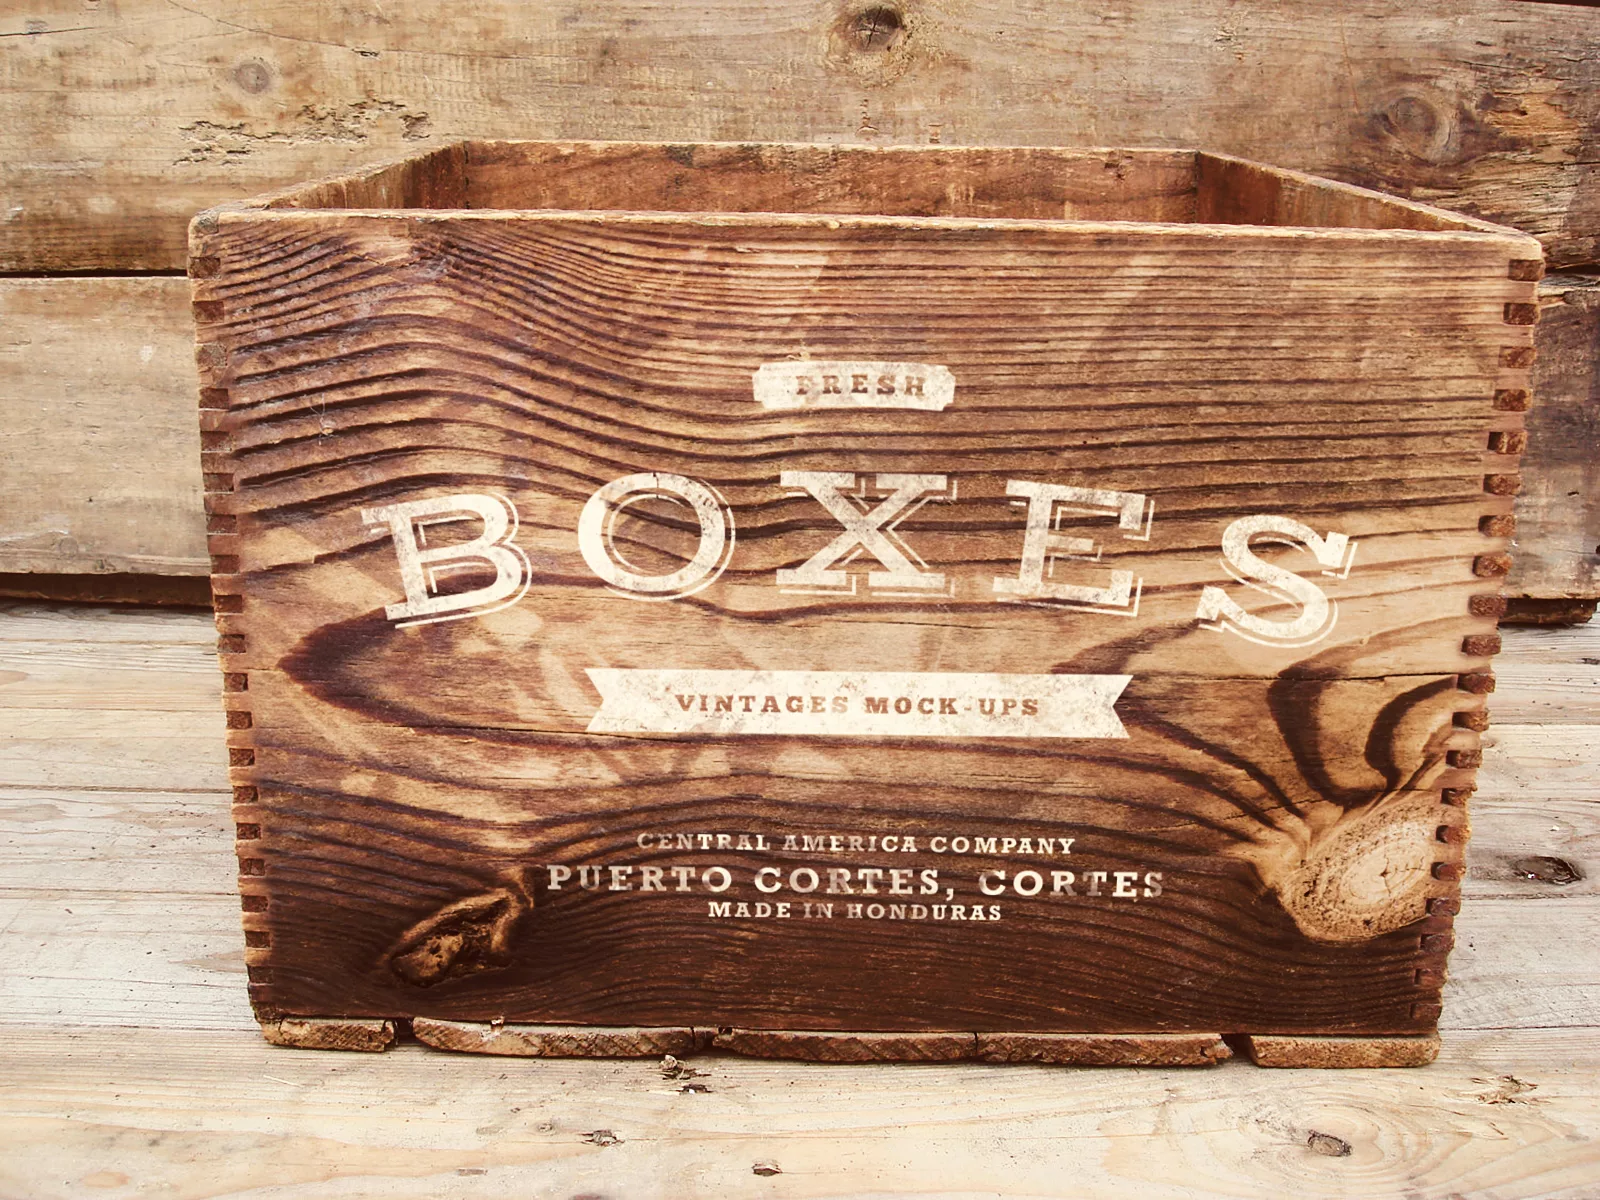 FRESH
BOXES
VINTAGES MOCK-UPS
CENTRAL AMERICA COMPANY
PUERTO CORTES, CORTES
MADE IN HONDURAS